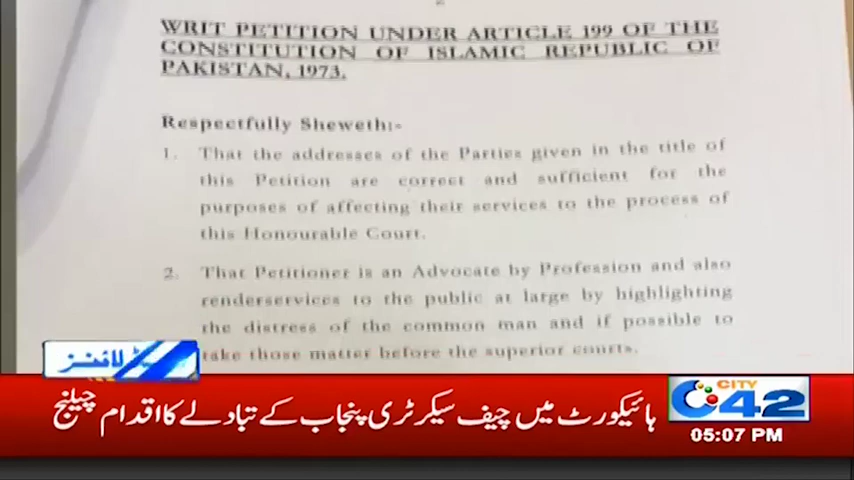 WRIT PETITION UNDER ARTICLE 199 OF THE
CONSTITUTION OF ISLAMIC REPUBLIC OF
PAKISTAN, 1973.
Respectfully Sheweth:-
1. That the addresses of the Parties given in the title of
this Petition are correct and sufficient for the
purposes of affecting their services to the process of
this Honourable Court.
2. That Petitioner is an Advocate by Profession and also
renderservices to the public at large by highlighting
the distress of the common man and if possible to
take those matter before the superior courts.
ہائیکورٹ میں چیف سیکرٹری پنجاب کے تبادلے کا اقدام چیلنج
CITY
42
05:07 PM